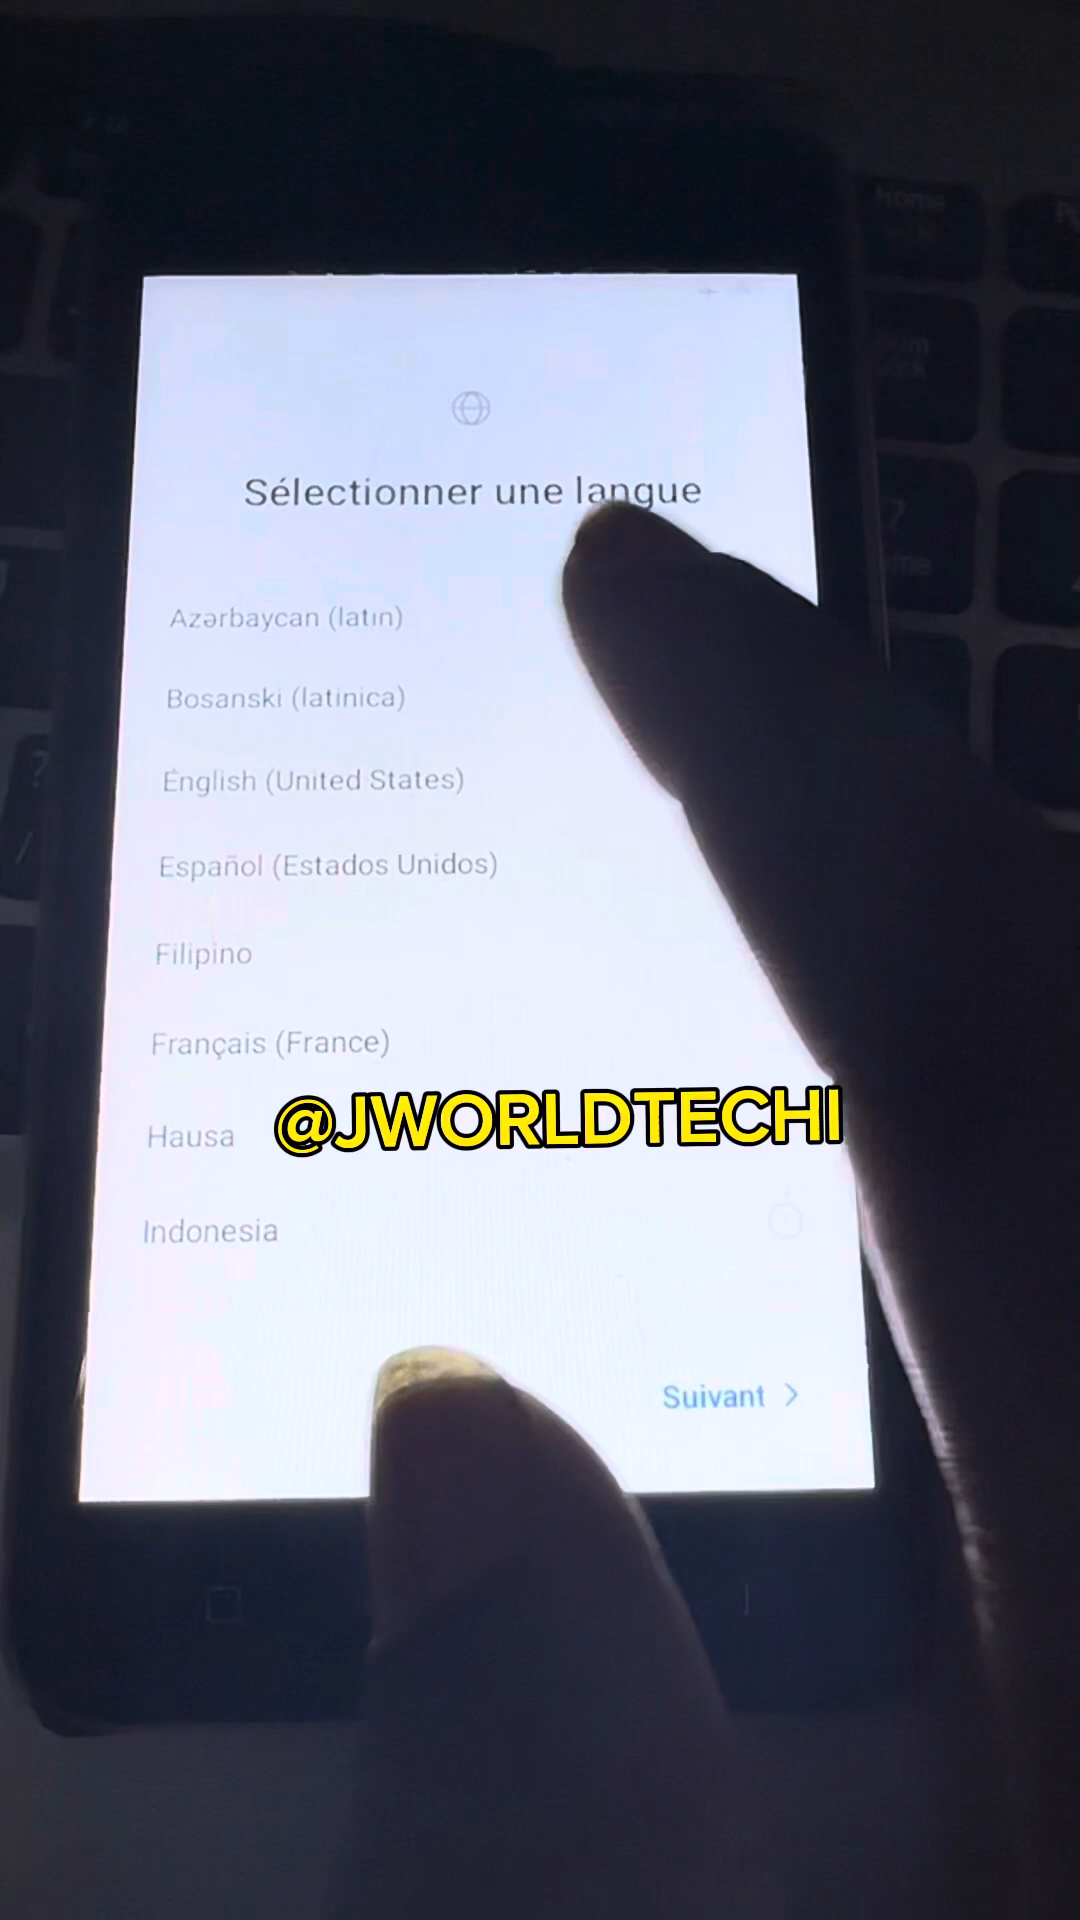 Home
Sélectionner une langue
Azərbaycan (latın)
Bosanski (latinica)
English (United States)
Español (Estados Unidos)
Filipino
Français (France)
Hausa
@JWORLDTECHI
Indonesia
Suivant